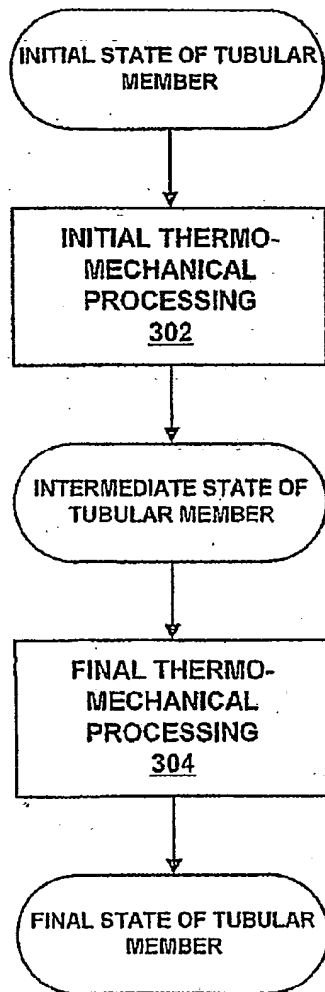 INITIAL STATE OF TUBULAR
MEMBER
INITIAL THERMO-
MECHANICAL
PROCESSING
302
INTERMEDIATE STATE OF
TUBULAR MEMBER
FINAL THERMO-
MECHANICAL
PROCESSING
304
FINAL STATE OF TUBULAR
MEMBER